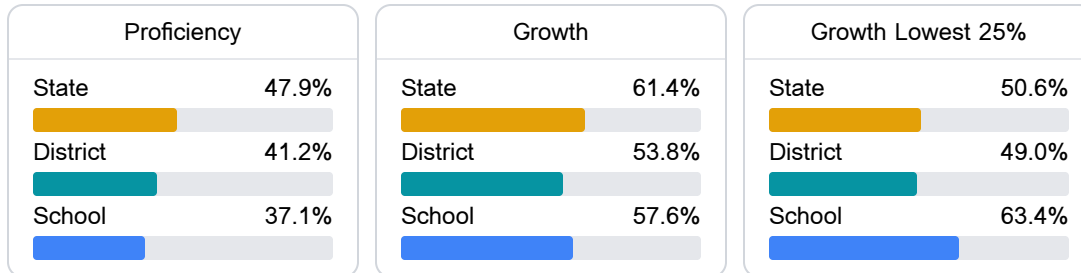 Proficiency
State 47.9%
District 41.2%
School 37.1%
Growth
State 61.4%
District 53.8%
School 57.6%
Growth Lowest 25%
State 50.6%
District 49.0%
School 63.4%